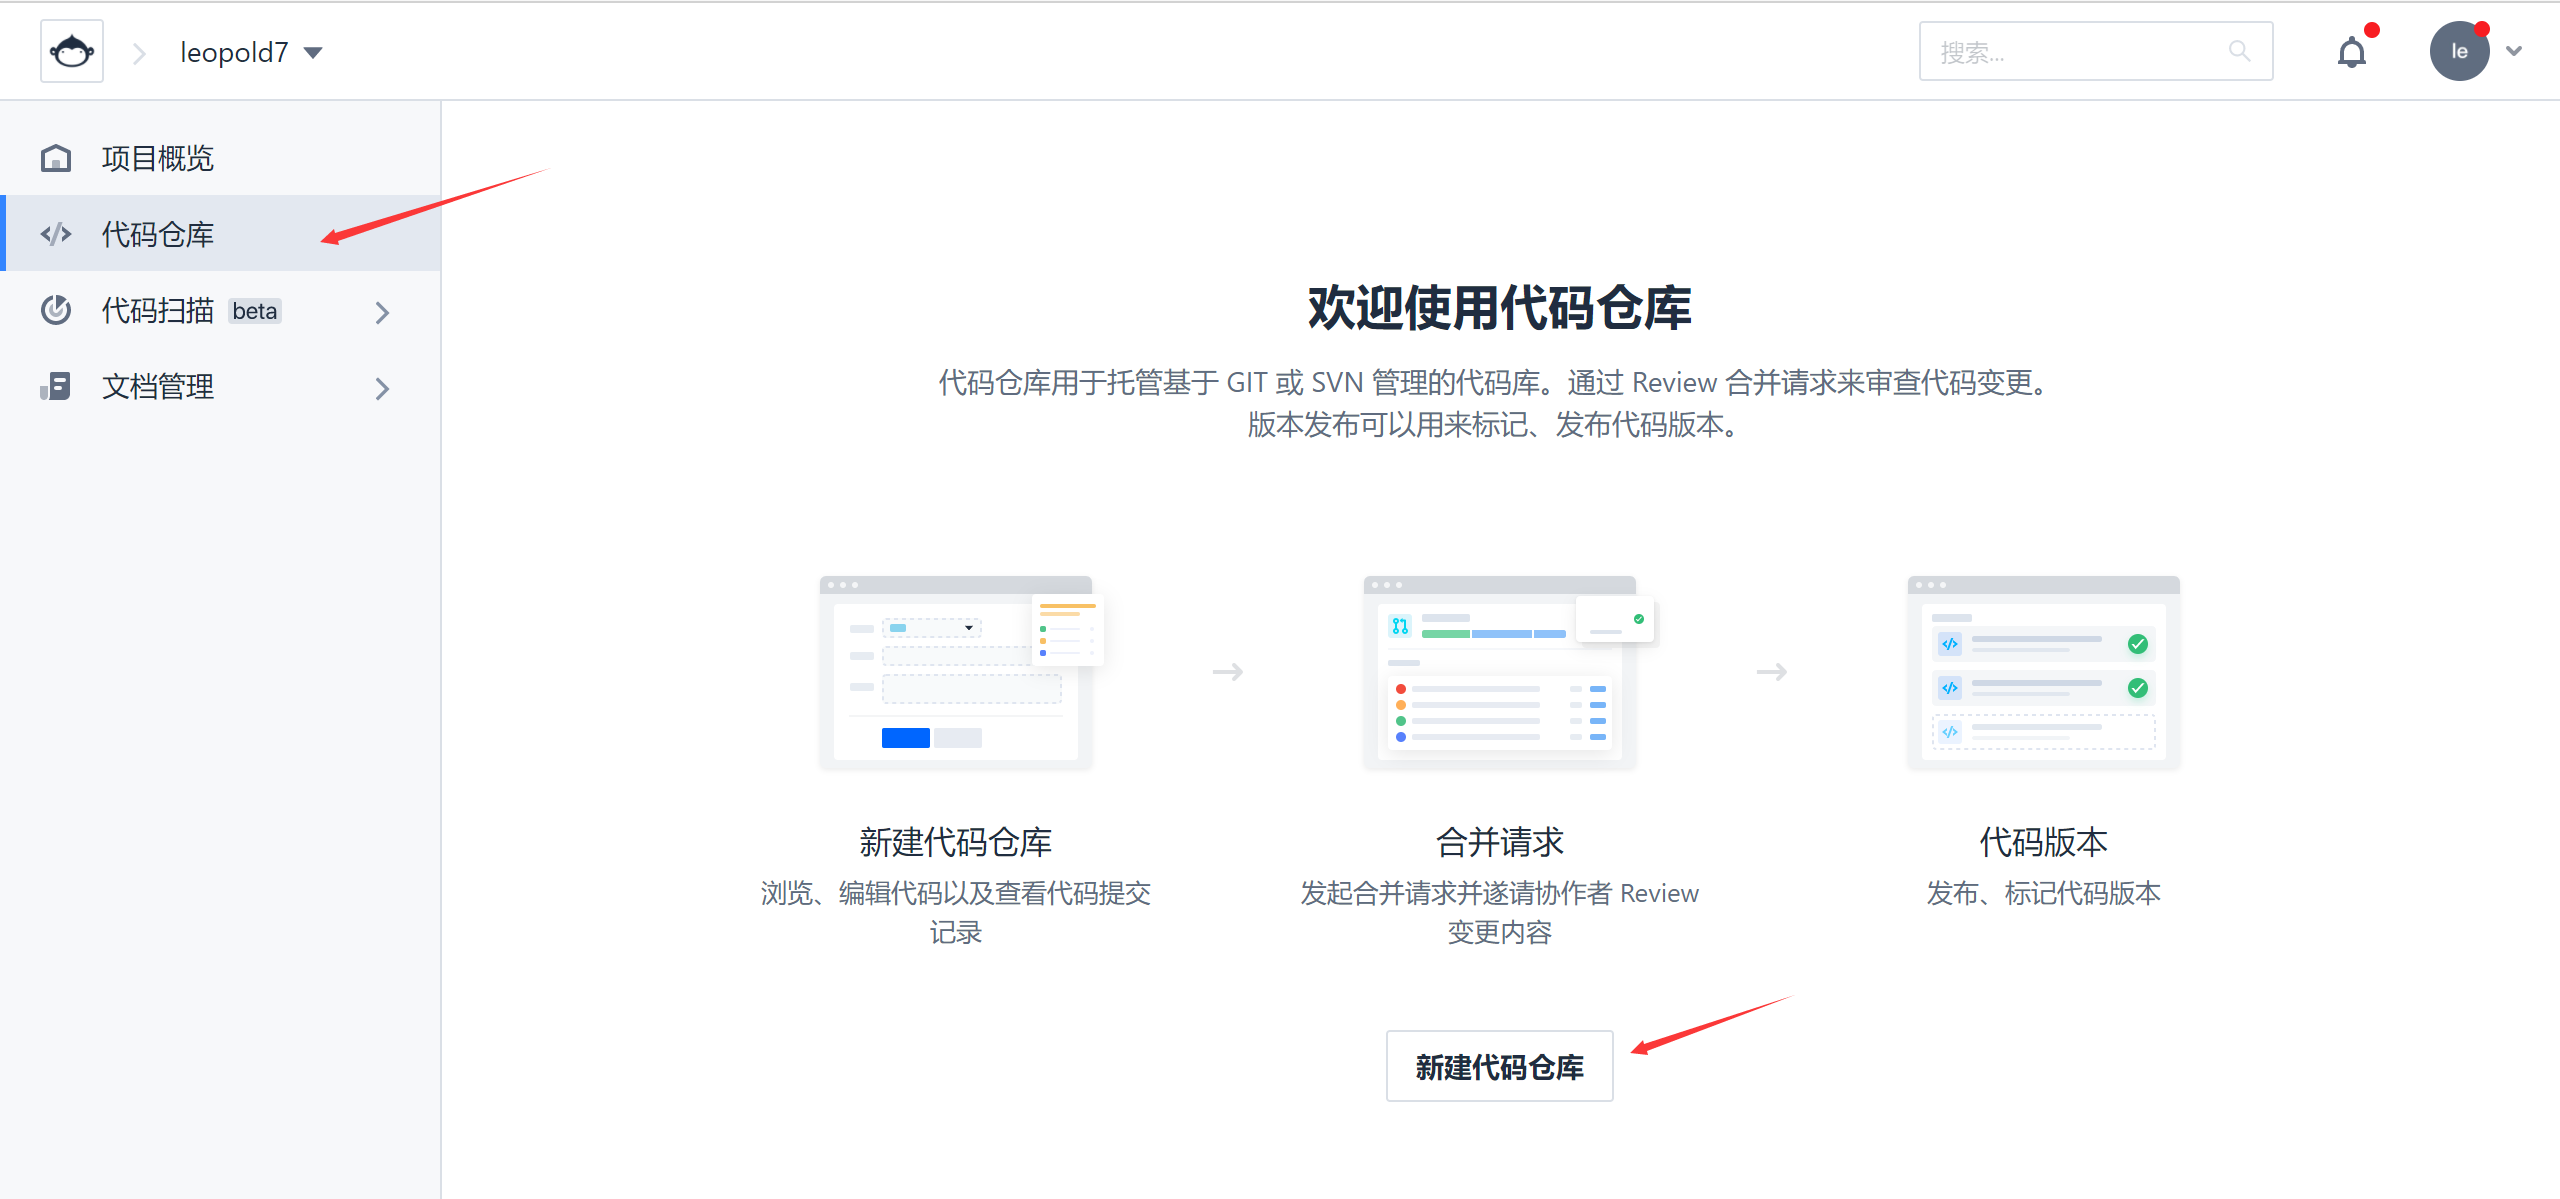 leopold7
搜索...
le
项目概览
代码仓库
代码扫描 beta
文档管理
欢迎使用代码仓库
代码仓库用于托管基于 GIT 或 SVN 管理的代码库。通过 Review 合并请求来审查代码变更。
版本发布可以用来标记、发布代码版本。
新建代码仓库
浏览、编辑代码以及查看代码提交
记录
合并请求
发起合并请求并遂请协作者 Review
变更内容
代码版本
发布、标记代码版本
新建代码仓库